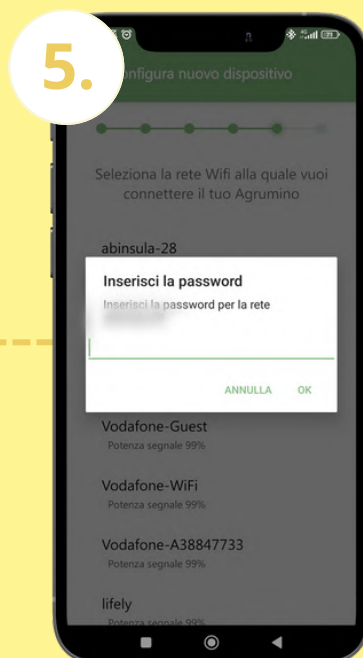 5.
Configura nuovo dispositivo
Seleziona la rete Wifi alla quale vuoi
connettere il tuo Agrumino
abinsula-28
Inserisci la password
Inserisci la password per la rete
ANNULLA OK
Vodafone-Guest
Potenza segnale 99%
Vodafone-WiFi
Potenza segnale 99%
Vodafone-A38847733
Potenza segnale 99%
lifely
Potenza segnale 99%